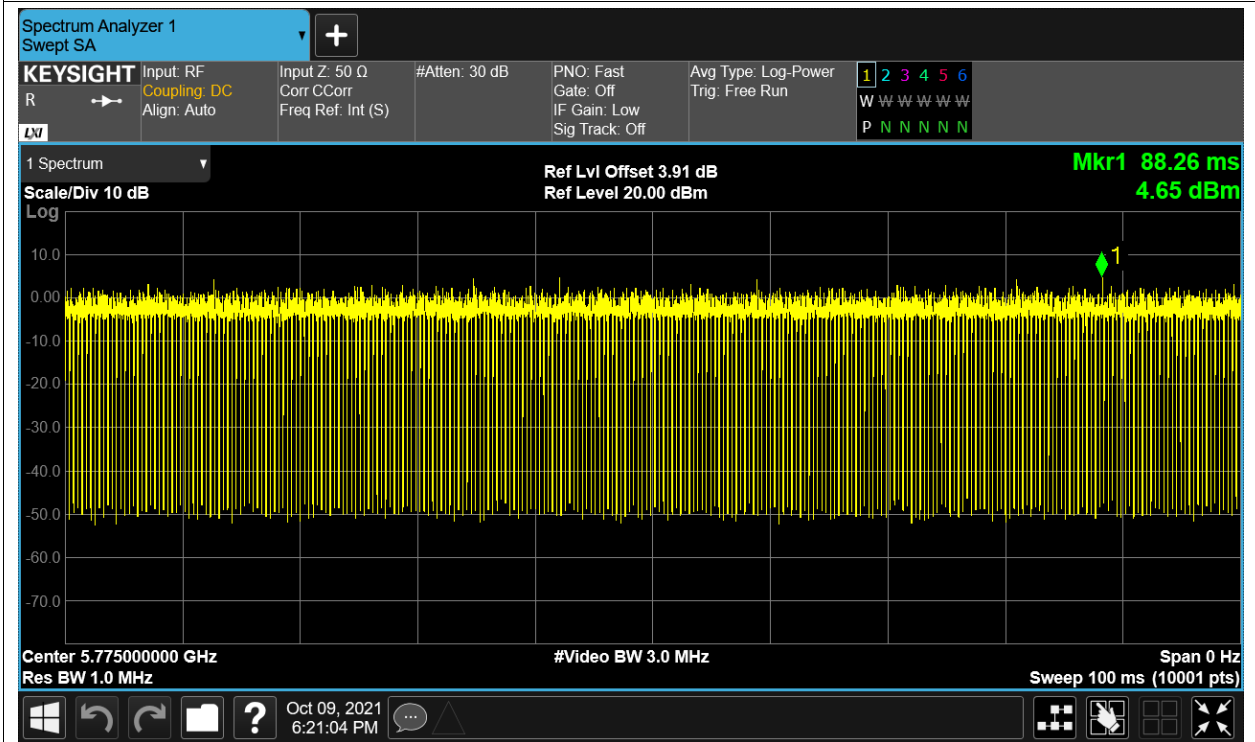 Spectrum Analyzer 1
Swept SA
+
KEYSIGHT
R
LXI
Input: RF
Coupling: DC
Align: Auto
Input Z: 50 Ω
Corr CCorr
Freq Ref: Int (S)
#Atten: 30 dB
PNO: Fast
Gate: Off
IF Gain: Low
Sig Track: Off
Avg Type: Log-Power
Trig: Free Run
1 2 3 4 5 6
W W W W W W
P N N N N N
1 Spectrum
Scale/Div 10 dB
Log
Ref Lvl Offset 3.91 dB
Ref Level 20.00 dBm
Mkr1 88.26 ms
4.65 dBm
1
10.0
0.00
-10.0
-20.0
-30.0
-40.0
-50.0
-60.0
-70.0
Center 5.775000000 GHz
Res BW 1.0 MHz
#Video BW 3.0 MHz
Span 0 Hz
Sweep 100 ms (10001 pts)
?
Oct 09, 2021
6:21:04 PM